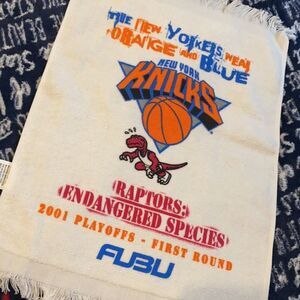 THE NEW YORKERS WEAR
ORANGE AND BLUE
NEW YORK
KNICKS
RAPTORS:
ENDANGERED SPECIES
2001 PLAYOFFS - FIRST ROUND
FUBU